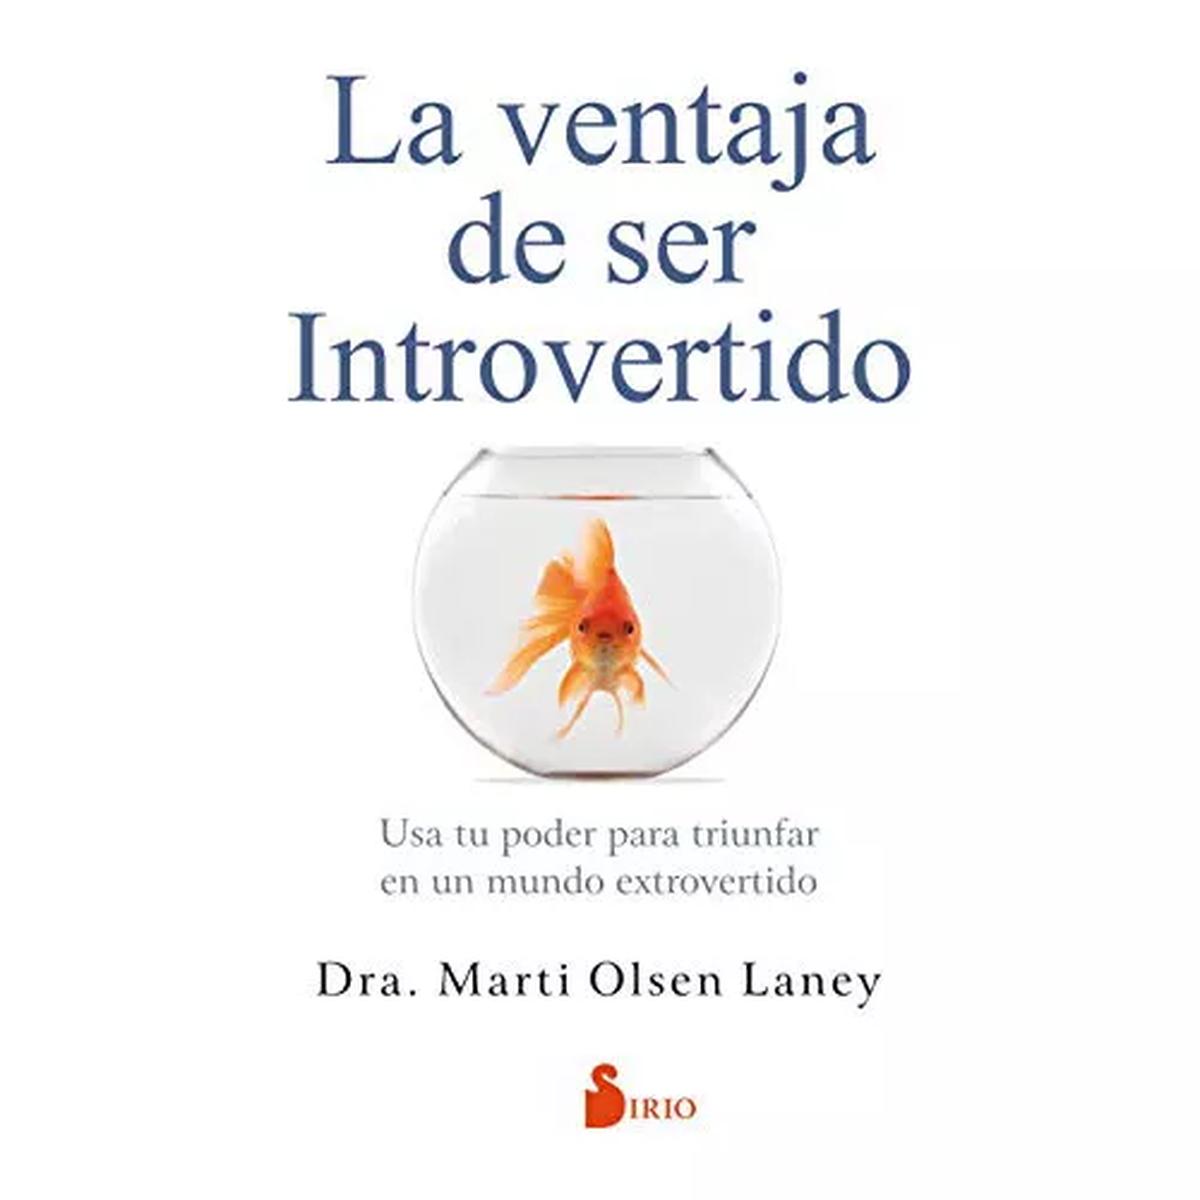 La ventaja
de ser
Introvertido
Usa tu poder para triunfar
en un mundo extrovertido
Dra. Marti Olsen Laney
SIRIO